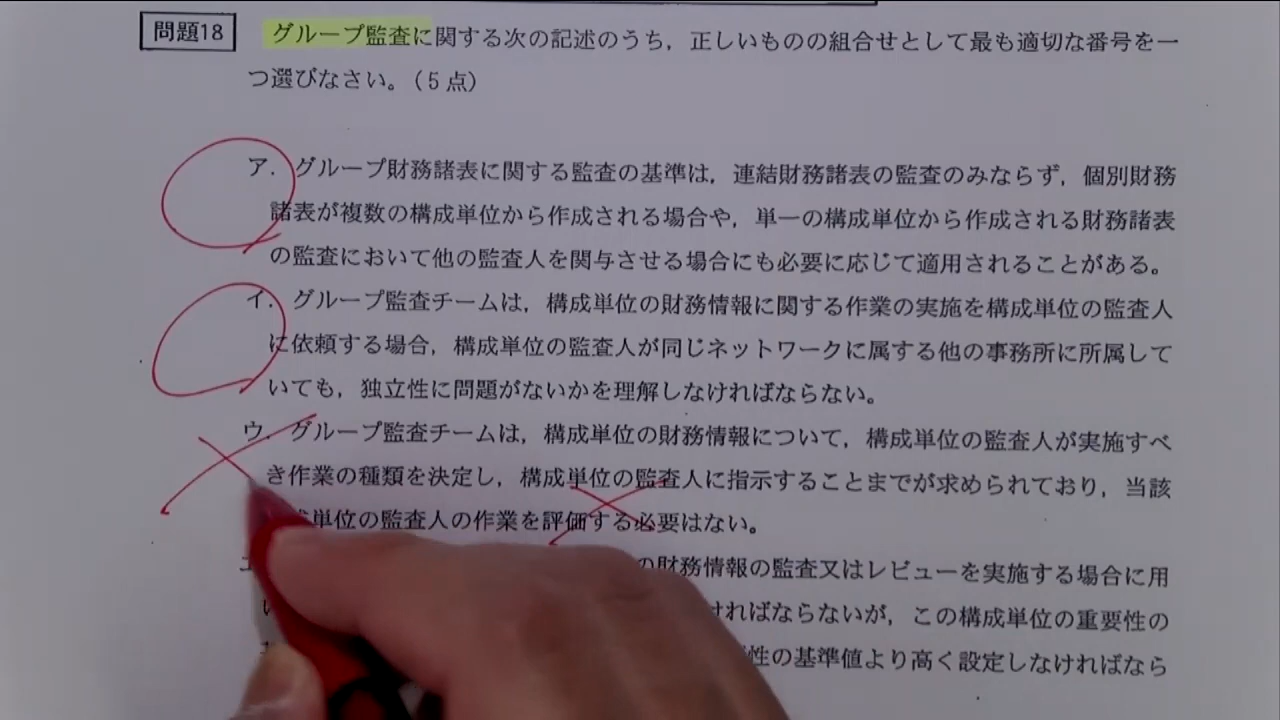 問題18 グループ監査に関する次の記述のうち，正しいものの組合せとして最も適切な番号を一
つ選びなさい。（5点）
ア．グループ財務諸表に関する監査の基準は，連結財務諸表の監査のみならず，個別財務
諸表が複数の構成単位から作成される場合や，単一の構成単位から作成される財務諸表
の監査において他の監査人を関与させる場合にも必要に応じて適用されることがある。
イ．グループ監査チームは，構成単位の財務情報に関する作業の実施を構成単位の監査人
に依頼する場合，構成単位の監査人が同じネットワークに属する他の事務所に所属して
いても，独立性に問題がないかを理解しなければならない。
ウ．グループ監査チームは，構成単位の財務情報について，構成単位の監査人が実施すべ
き作業の種類を決定し，構成単位の監査人に指示することまでが求められており，当該
単位の監査人の作業を評価する必要はない。
の財務情報の監査又はレビューを実施する場合に用
ければならないが，この構成単位の重要性の
性の基準値より高く設定しなければなら